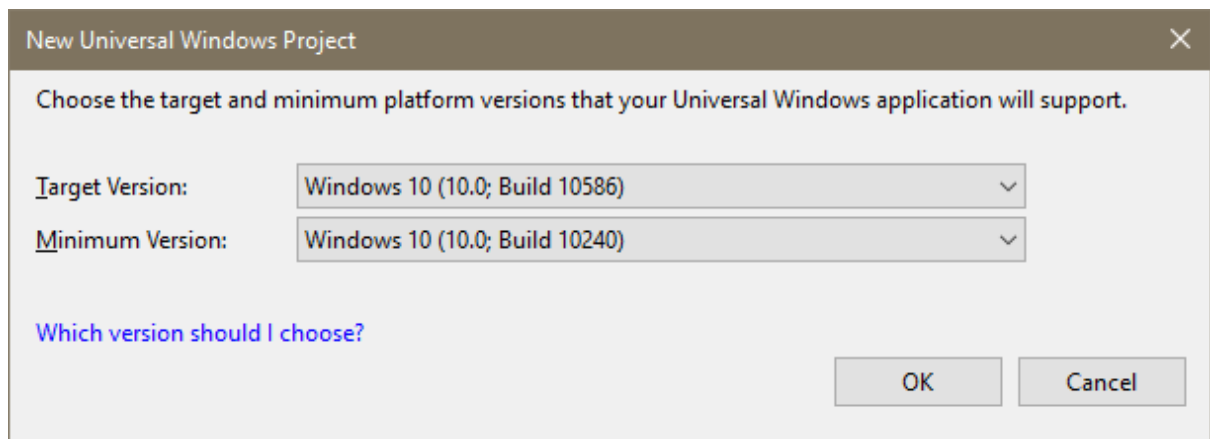 New Universal Windows Project
Choose the target and minimum platform versions that your Universal Windows application will support.
Target Version: Windows 10 (10.0; Build 10586)
Minimum Version: Windows 10 (10.0; Build 10240)
Which version should I choose?
OK Cancel